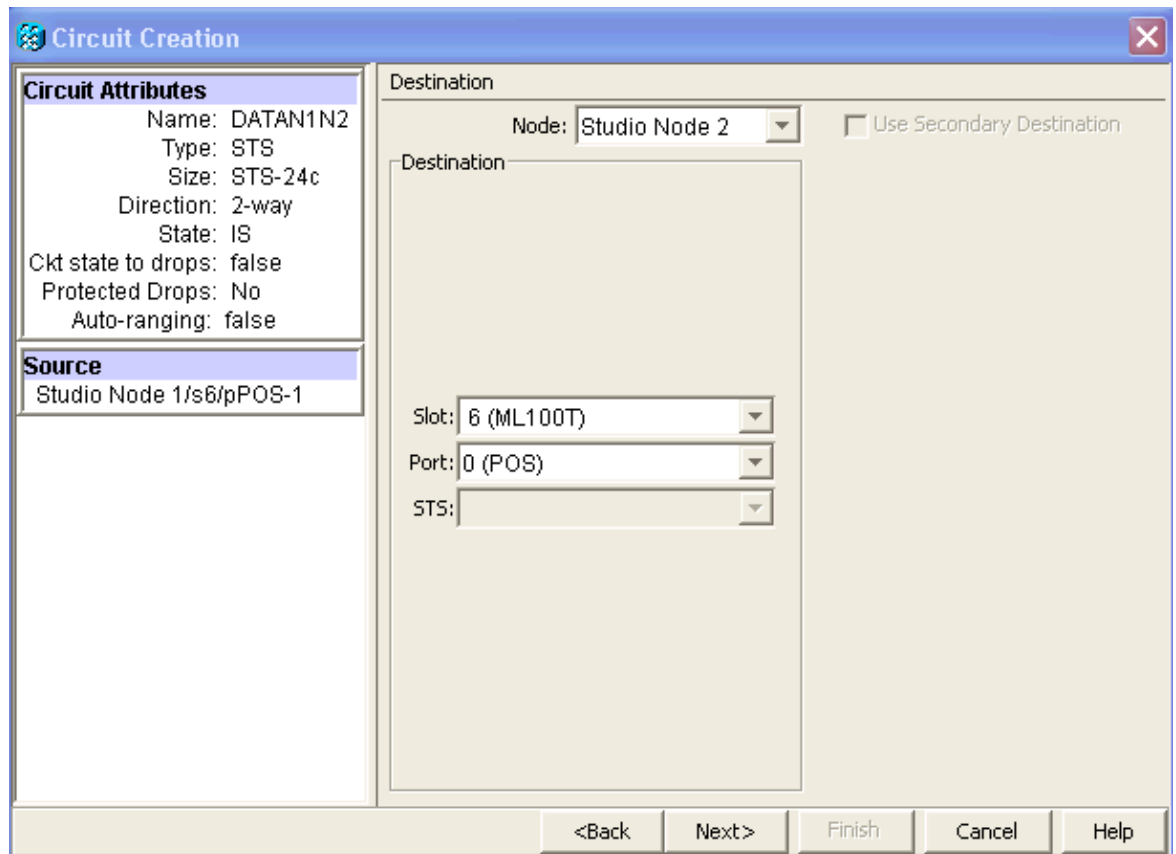 Circuit Creation
Circuit Attributes
Name: DATAN1N2
Type: STS
Size: STS-24c
Direction: 2-way
State: IS
Ckt state to drops: false
Protected Drops: No
Auto-ranging: false
Source
Studio Node 1/s6/pPOS-1
Destination
Node: Studio Node 2
Use Secondary Destination
Destination
Slot: 6 (ML100T)
Port: 0 (POS)
STS:
<Back Next> Finish Cancel Help